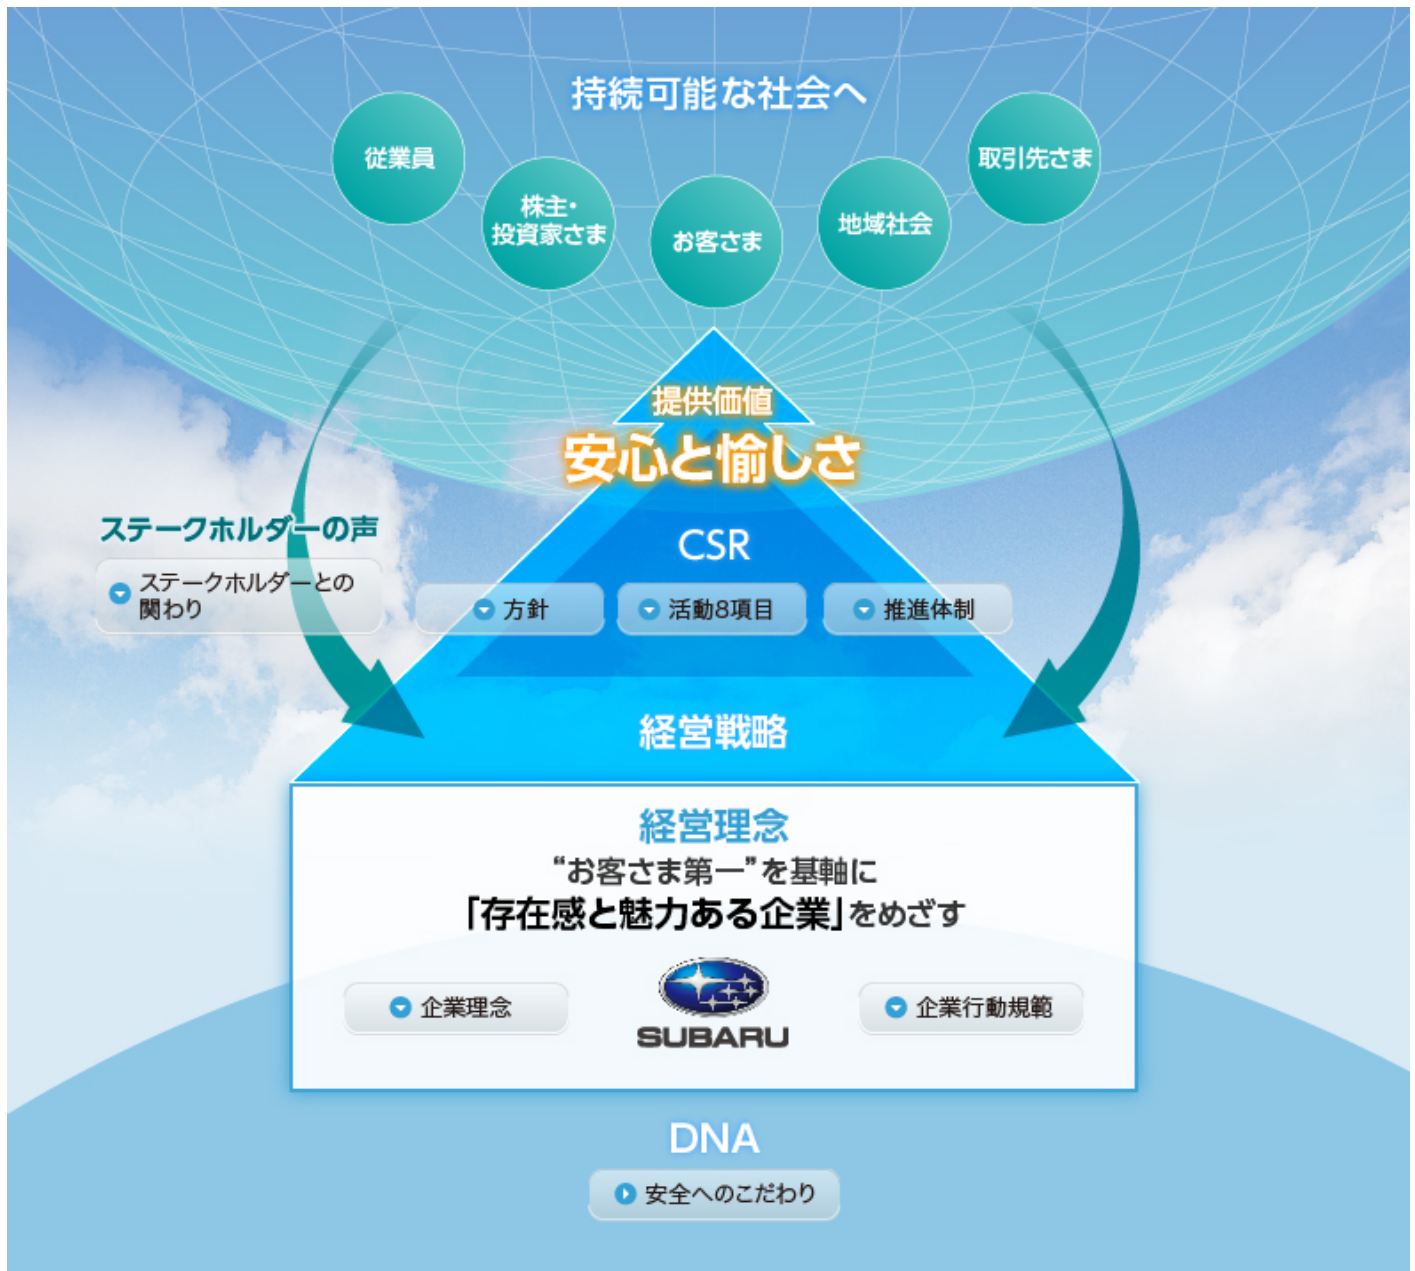 持続可能な社会へ
従業員
株主・
投資家さま
お客さま
地域社会
取引先さま
提供価値
安心と愉しさ
ステークホルダーの声
ステークホルダーとの
関わり
CSR
方針
活動8項目
推進体制
経営戦略
経営理念
“お客さま第一”を基軸に
「存在感と魅力ある企業」をめざす
企業理念
SUBARU
企業行動規範
DNA
安全へのこだわり